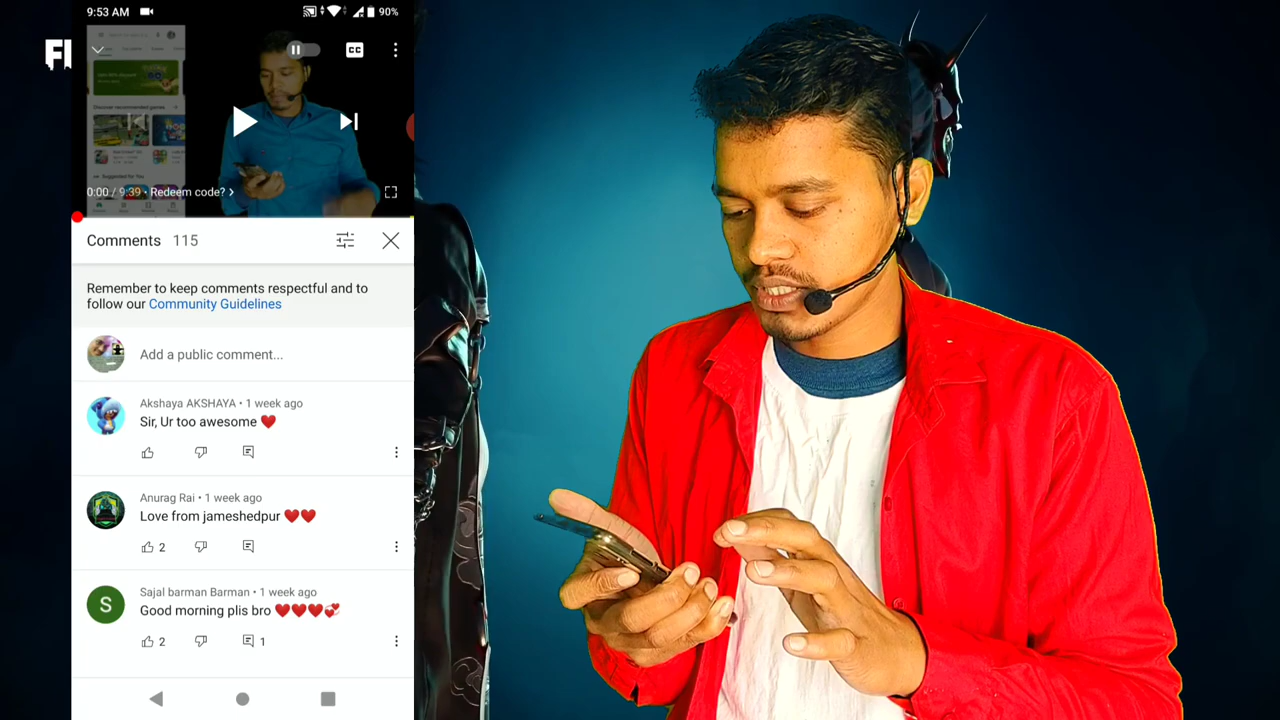 9:53 AM
90%
FI
CC
0:00 / 9:39 • Redeem code?
Comments 115
Remember to keep comments respectful and to
follow our Community Guidelines
Add a public comment...
Akshaya AKSHAYA • 1 week ago
Sir, Ur too awesome ❤️
Anurag Rai • 1 week ago
Love from jameshedpur ❤️❤️
2
S
Sajal barman Barman • 1 week ago
Good morning plis bro ❤️❤️❤️💞
2
1